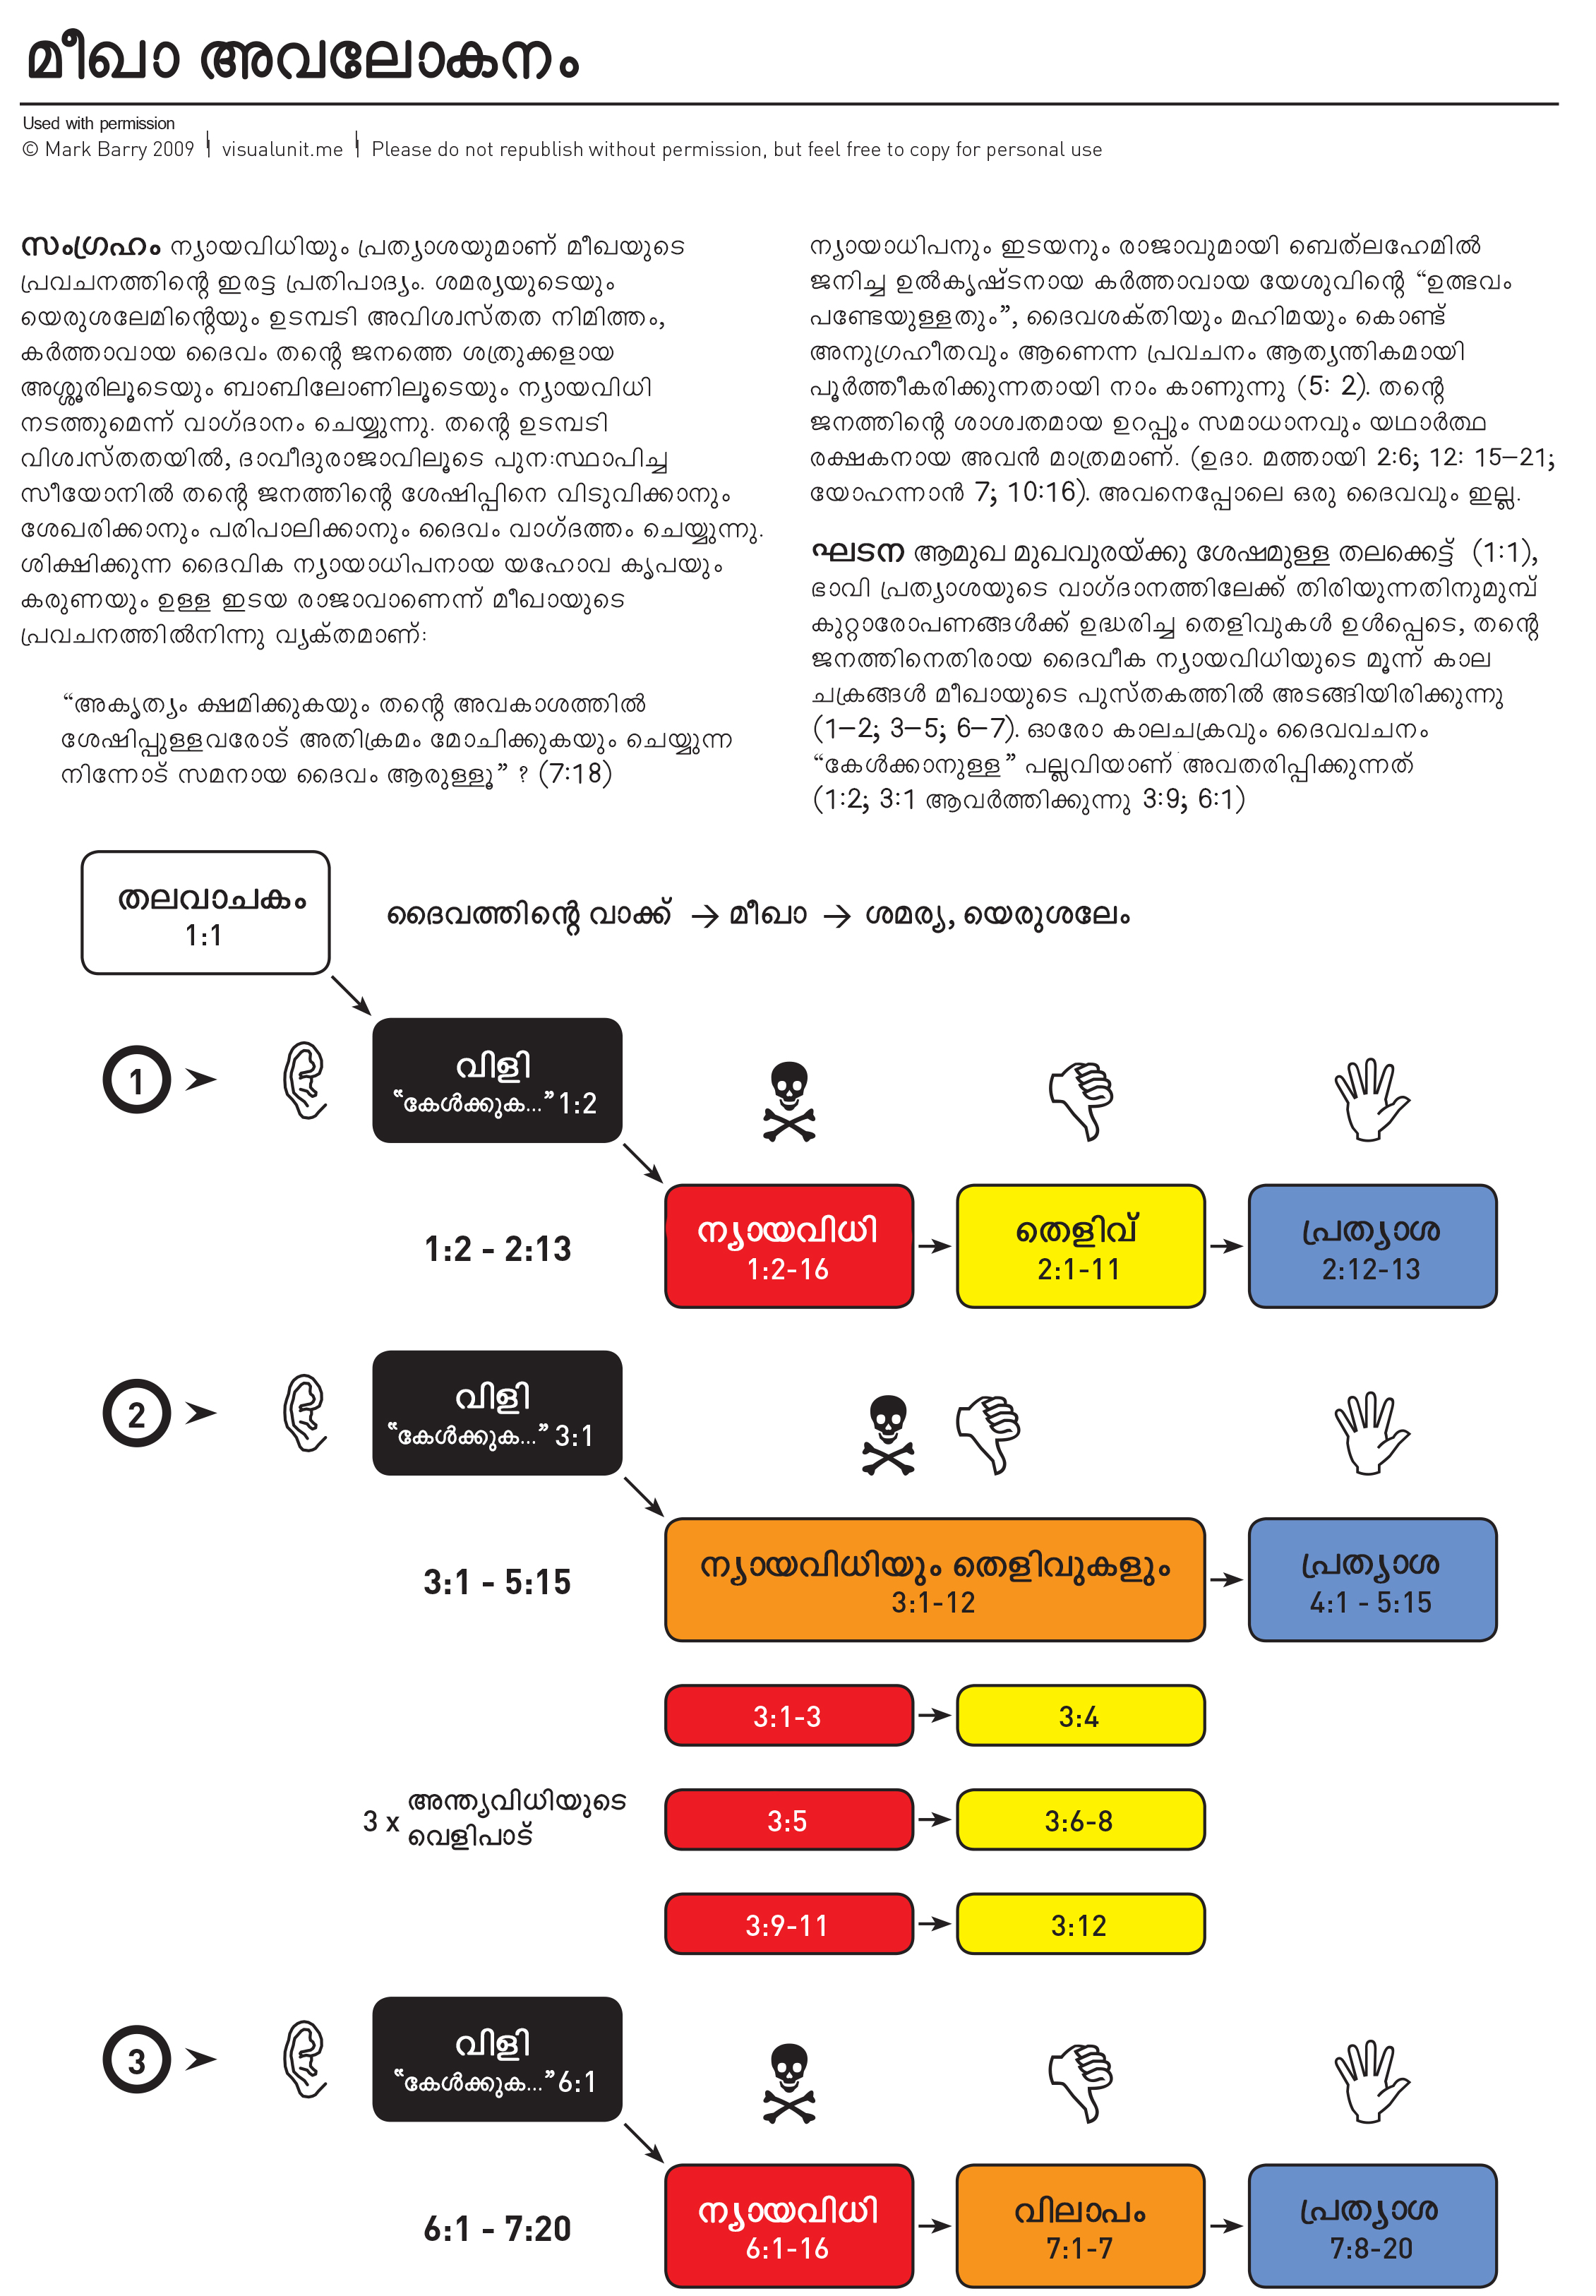 മീഖാ അവലോകനം
Used with permission
© Mark Barry 2009 | visualunit.me | Please do not republish without permission, but feel free to copy for personal use
സംഗ്രഹം ന്യായവിധിയും പ്രത്യാശയുമാണ് മീഖയുടെ
പ്രവചനത്തിന്റെ ഇരട്ട പ്രതിപാദ്യം. ശമര്യയുടെയും
യെരുശലേമിന്റെയും ഉടമ്പടി അവിശ്വസ്തത നിമിത്തം,
കർത്താവായ ദൈവം തന്റെ ജനത്തെ ശത്രുക്കളായ
അശ്ശൂരിലൂടെയും ബാബിലോണിലൂടെയും ന്യായവിധി
നടത്തുമെന്ന് വാഗ്ദാനം ചെയ്യുന്നു. തന്റെ ഉടമ്പടി
വിശ്വസ്തതയിൽ, ദാവീദുരാജാവിലൂടെ പുനഃസ്ഥാപിച്ച
സീയോനിൽ തന്റെ ജനത്തിന്റെ ശേഷിപ്പിനെ വിടുവിക്കാനും
ശേഖരിക്കാനും പരിപാലിക്കാനും ദൈവം വാഗ്ദത്തം ചെയ്യുന്നു.
ശിക്ഷിക്കുന്ന ദൈവിക ന്യായാധിപനായ യഹോവ കൃപയും
കരുണയും ഉള്ള ഇടയ രാജാവാണെന്ന് മീഖായുടെ
പ്രവചനത്തിൽനിന്നു വ്യക്തമാണ്:
“അകൃത്യം ക്ഷമിക്കുകയും തന്റെ അവകാശത്തിൽ
ശേഷിപ്പുള്ളവരോട് അതിക്രമം മോചിക്കുകയും ചെയ്യുന്ന
നിന്നോട് സമനായ ദൈവം ആരുള്ളൂ” ? (7:18)
ന്യായാധിപനും ഇടയനും രാജാവുമായി ബെത്ലഹേമിൽ
ജനിച്ച ഉൽകൃഷ്ടനായ കർത്താവായ യേശുവിന്റെ “ഉത്ഭവം
പണ്ടേയുള്ളതും”, ദൈവശക്തിയും മഹിമയും കൊണ്ട്
അനുഗ്രഹീതവും ആണെന്ന പ്രവചനം ആത്യന്തികമായി
പൂർത്തീകരിക്കുന്നതായി നാം കാണുന്നു (5: 2). തന്റെ
ജനത്തിന്റെ ശാശ്വതമായ ഉറപ്പും സമാധാനവും യഥാർത്ഥ
രക്ഷകനായ അവൻ മാത്രമാണ്. (ഉദാ. മത്തായി 2:6; 12: 15–21;
യോഹന്നാൻ 7; 10:16). അവനെപ്പോലെ ഒരു ദൈവവും ഇല്ല.
ഘടന ആമുഖ മുഖവുരയ്ക്കു ശേഷമുള്ള തലക്കെട്ട് (1:1),
ഭാവി പ്രത്യാശയുടെ വാഗ്ദാനത്തിലേക്ക് തിരിയുന്നതിനുമുമ്പ്
കുറ്റാരോപണങ്ങൾക്ക് ഉദ്ധരിച്ച തെളിവുകൾ ഉൾപ്പെടെ, തന്റെ
ജനത്തിനെതിരായ ദൈവീക ന്യായവിധിയുടെ മൂന്ന് കാല
ചക്രങ്ങൾ മീഖായുടെ പുസ്തകത്തിൽ അടങ്ങിയിരിക്കുന്നു
(1–2; 3–5; 6–7). ഓരോ കാലചക്രവും ദൈവവചനം
“കേൾക്കാനുള്ള” പല്ലവിയാണ് അവതരിപ്പിക്കുന്നത്
(1:2; 3:1 ആവർത്തിക്കുന്നു 3:9; 6:1)
തലവാചകം
1:1
ദൈവത്തിന്റെ വാക്ക് → മീഖാ → ശമര്യ, യെരുശലേം
1
വിളി
“കേൾക്കുക...” 1:2
1:2 - 2:13
ന്യായവിധി
1:2-16
തെളിവ്
2:1-11
പ്രത്യാശ
2:12-13
2
വിളി
“കേൾക്കുക...” 3:1
3:1 - 5:15
ന്യായവിധിയും തെളിവുകളും
3:1-12
പ്രത്യാശ
4:1 - 5:15
3:1-3
3:4
3 x അന്ത്യവിധിയുടെ
വെളിപാട്
3:5
3:6-8
3:9-11
3:12
3
വിളി
“കേൾക്കുക...” 6:1
6:1 - 7:20
ന്യായവിധി
6:1-16
വിലാപം
7:1-7
പ്രത്യാശ
7:8-20